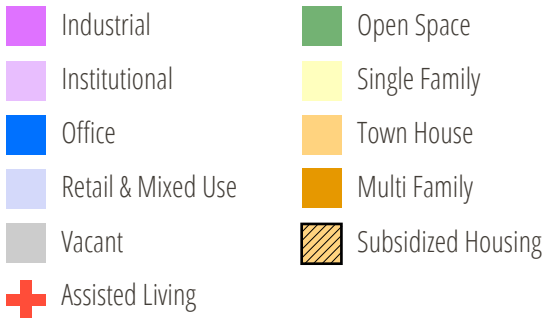 Industrial
Institutional
Office
Retail & Mixed Use
Vacant
Assisted Living
Open Space
Single Family
Town House
Multi Family
Subsidized Housing